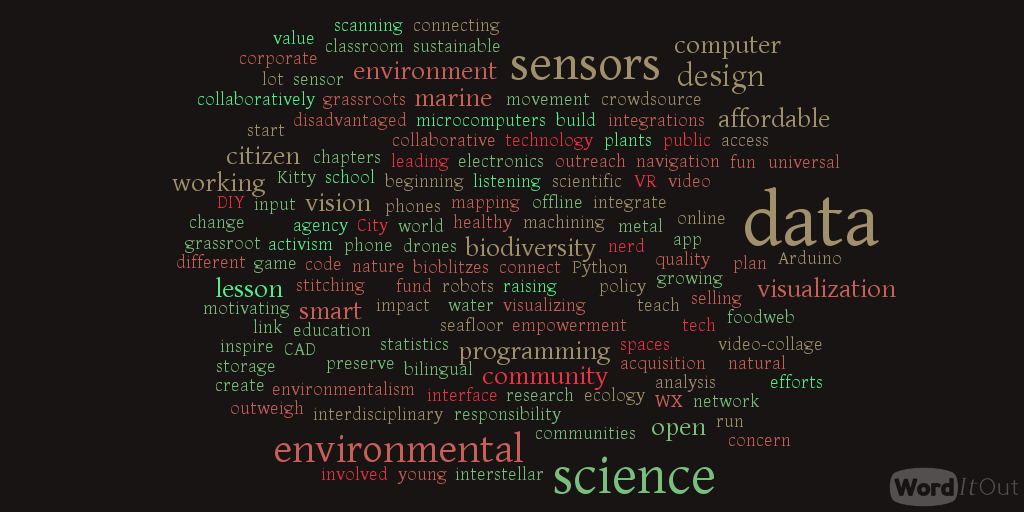 scanning connecting
value classroom sustainable
corporate
lot sensor environment sensors computer design
collaboratively grassroots marine movement crowdsource
start disadvantaged microcomputers build integrations affordable
collaborative technology plants public access
citizen chapters leading electronics outreach navigation fun universal
working Kitty school beginning listening scientific VR video
DIY input vision phones mapping offline integrate
change agency City world healthy machining metal online data
grassroot activism phone drones biodiversity nerd app
different game code nature bioblitzes connect Python quality plan Arduino
lesson stitching fund robots raising policy growing visualization
motivating smart impact water visualizing teach selling
link education seafloor empowerment tech foodweb
inspire CAD statistics programming spaces video-collage
storage preserve bilingual community acquisition natural
create environmentalism interface research ecology analysis efforts
outweigh interdisciplinary responsibility WX network
environmental communities open run concern
involved young interstellar science
WordItOut